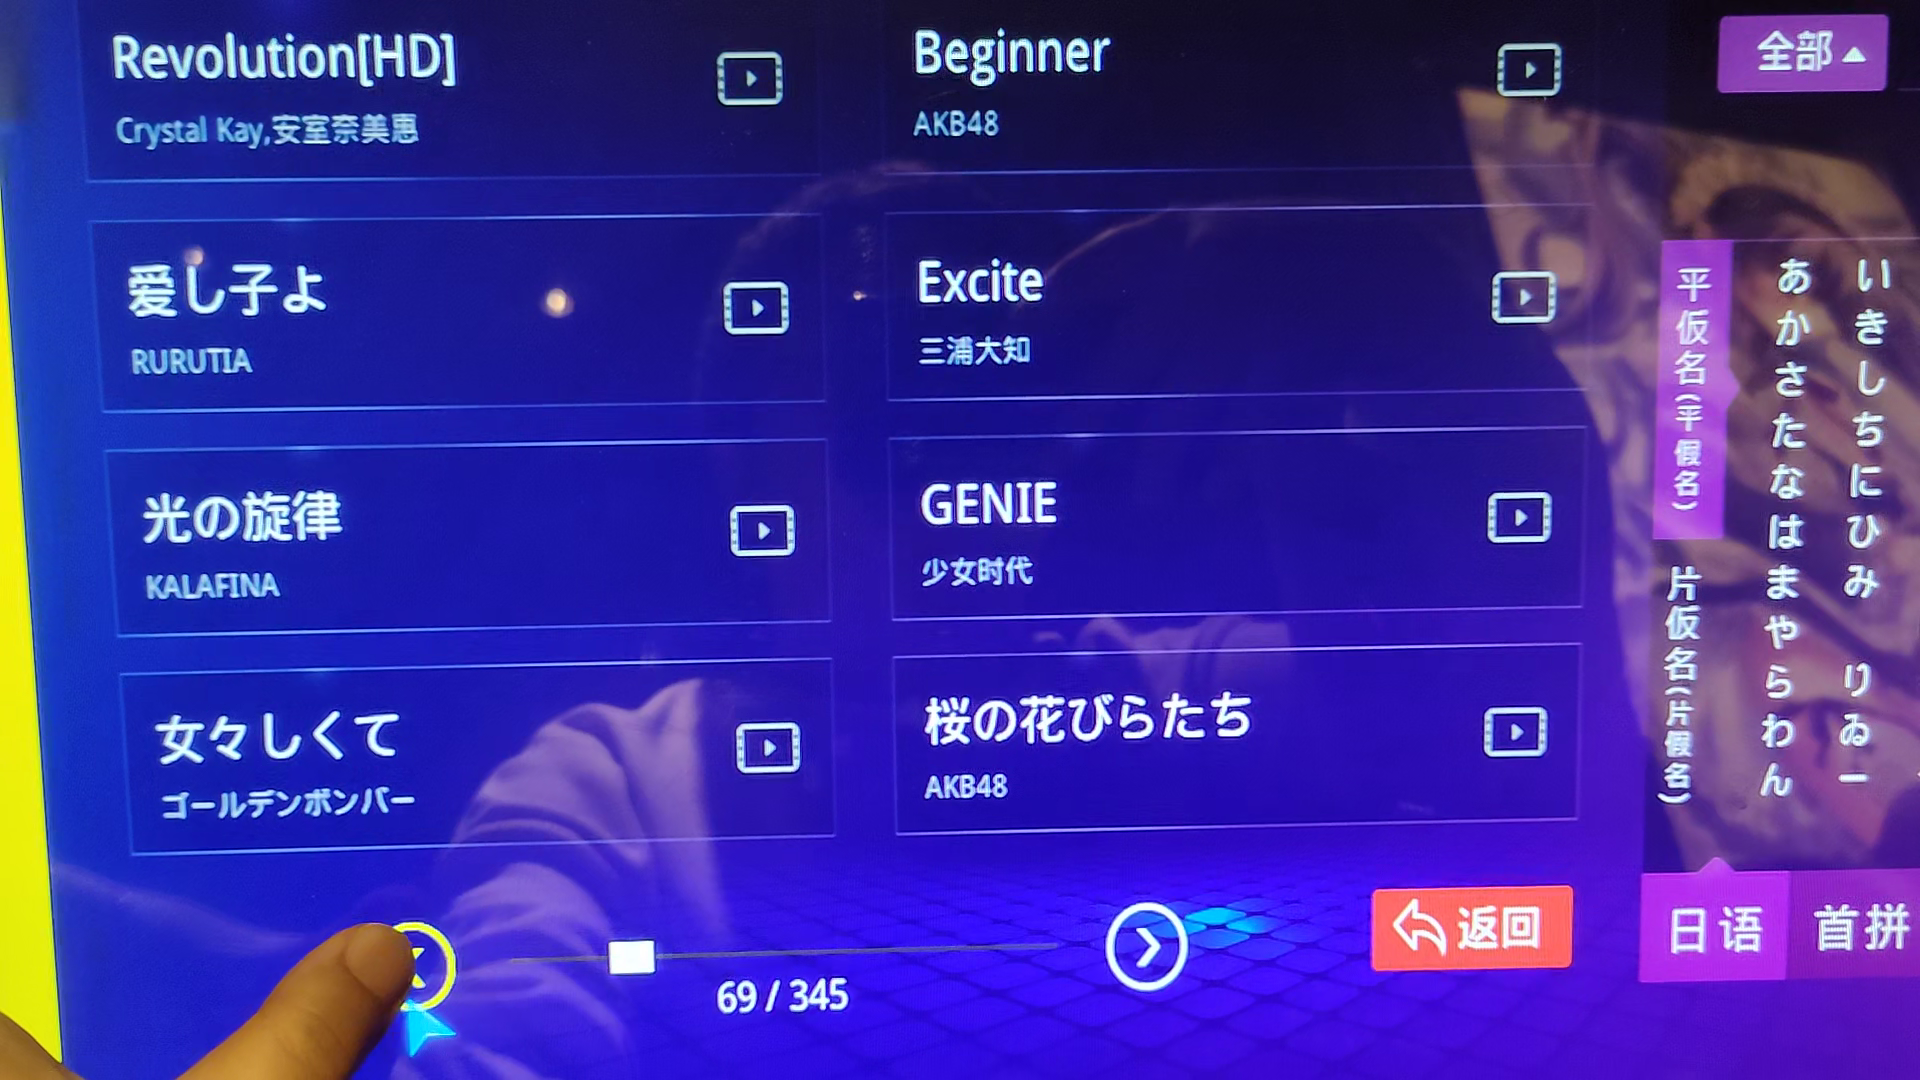 Revolution[HD]
Crystal Kay,安室奈美惠
Beginner
AKB48
愛し子よ
RURUTIA
Excite
三浦大知
光の旋律
KALAFINA
GENIE
少女时代
女々しくて
ゴールデンボンバー
桜の花びらたち
AKB48
69 / 345
返回
全部
平仮名(平假名)
片仮名(片假名)
あかさたなはまやらわん
いきしちにひみ りゐー
日语
首拼